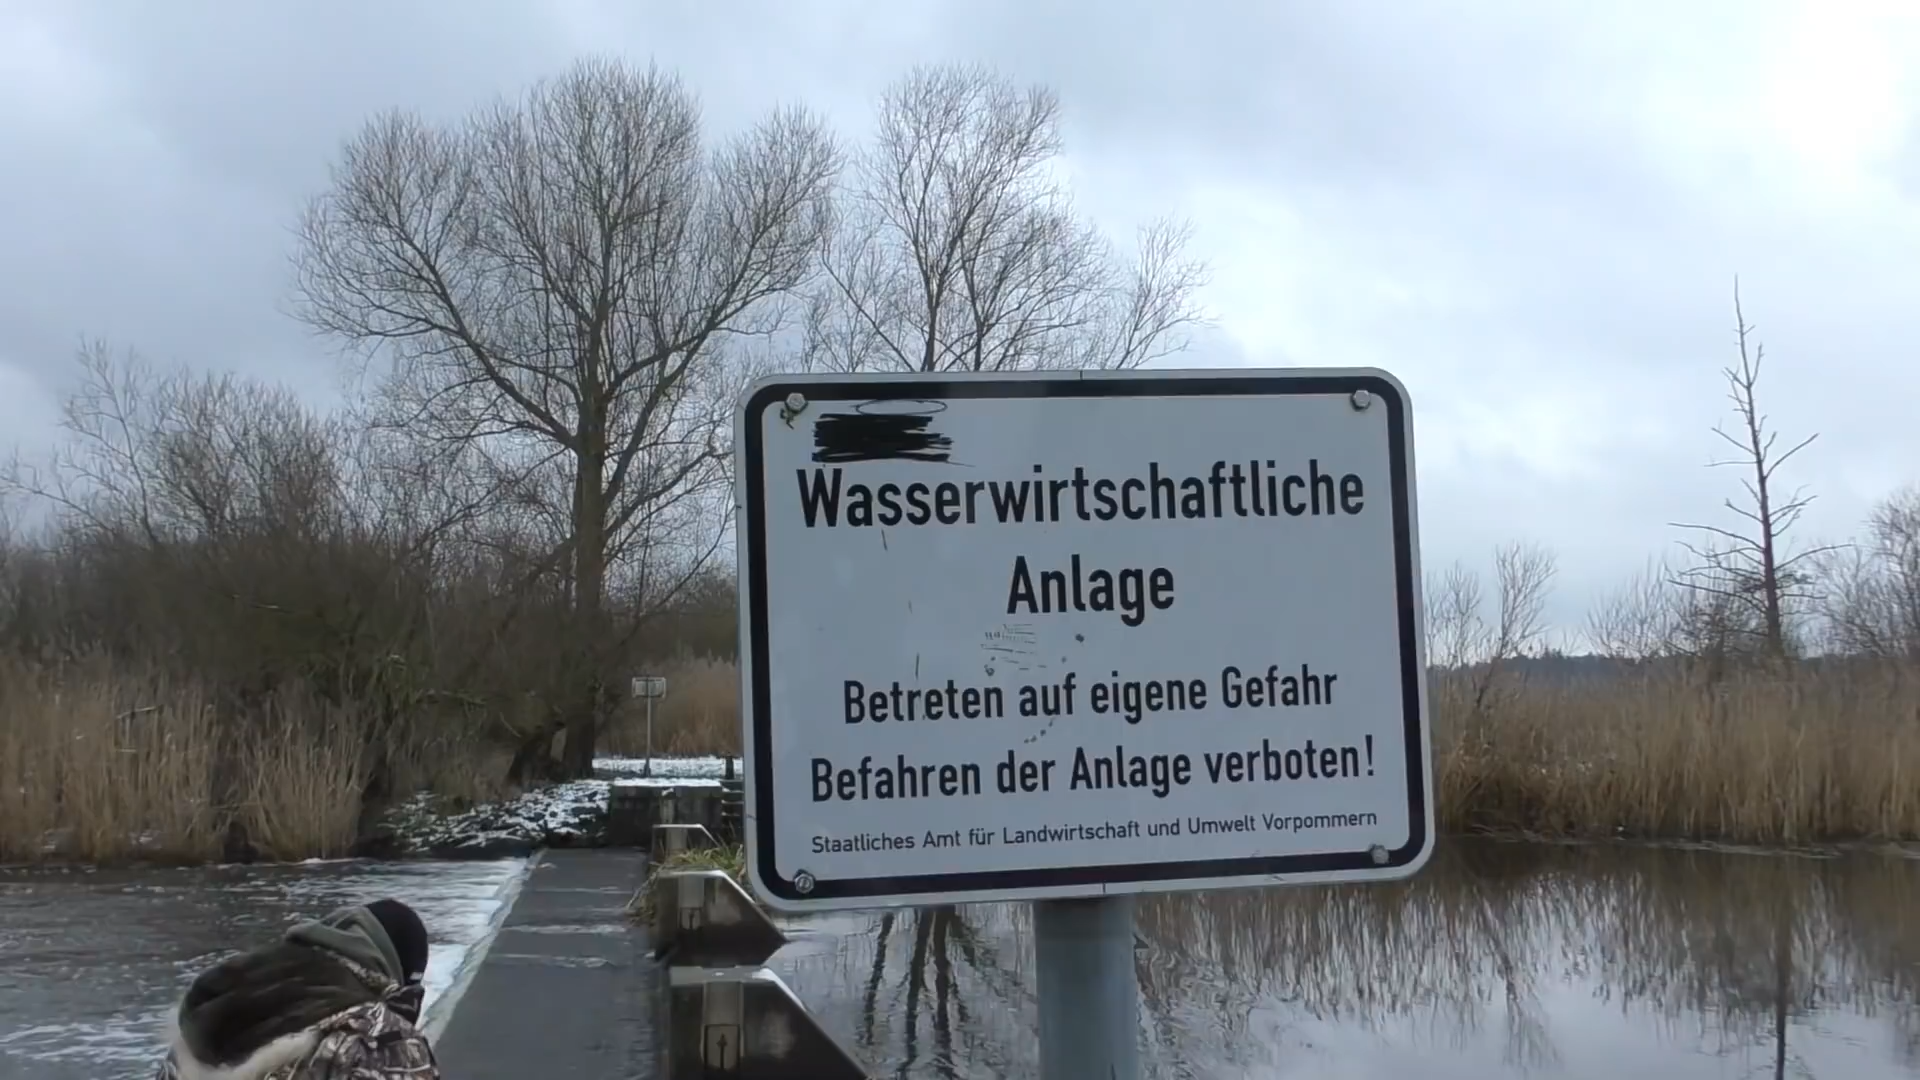 Wasserwirtschaftliche
Anlage
Betreten auf eigene Gefahr
Befahren der Anlage verboten!
Staatliches Amt für Landwirtschaft und Umwelt Vorpommern